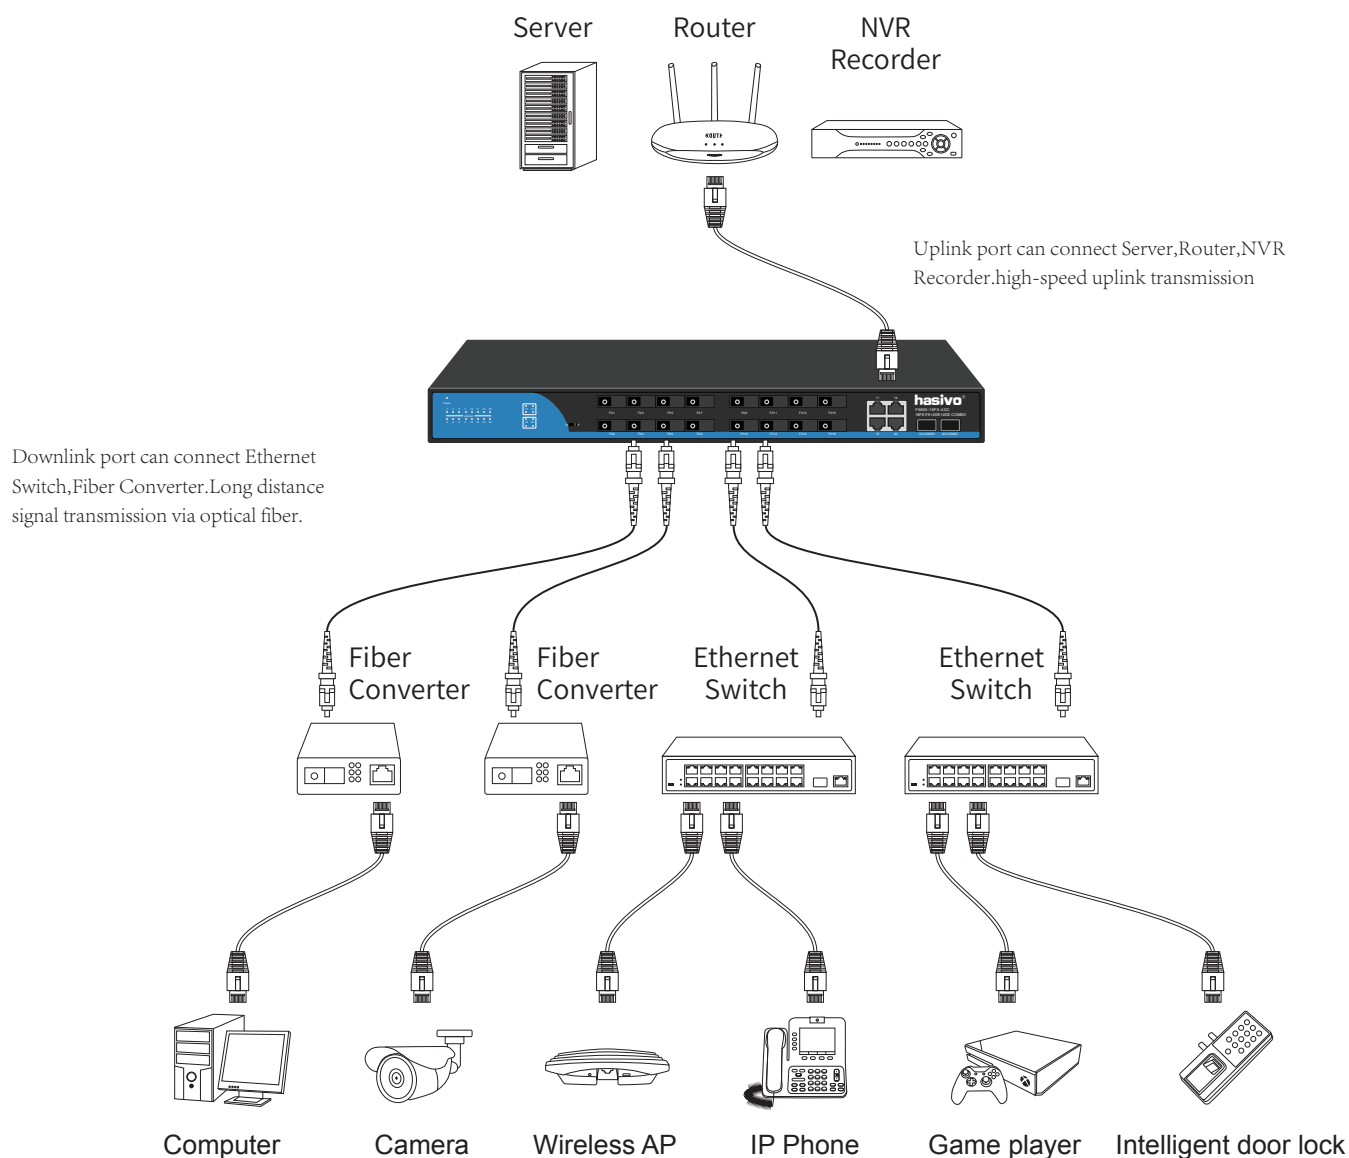 Server
Router
NVR
Recorder
ROUTE
Uplink port can connect Server,Router,NVR
Recorder.high-speed uplink transmission
hasivo
Downlink port can connect Ethernet
Switch,Fiber Converter.Long distance
signal transmission via optical fiber.
Fiber
Converter
Fiber
Converter
Ethernet
Switch
Ethernet
Switch
Computer
Camera
Wireless AP
IP Phone
Game player
Intelligent door lock